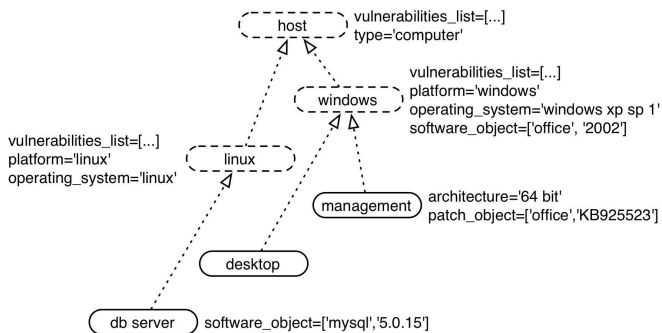 host
vulnerabilities_list=[...]
type='computer'
windows
vulnerabilities_list=[...]
platform='windows'
operating_system='windows xp sp 1'
software_object=['office', '2002']
vulnerabilities_list=[...]
platform='linux'
operating_system='linux'
linux
management
architecture='64 bit'
patch_object=['office','KB925523']
desktop
db server
software_object=['mysql','5.0.15']